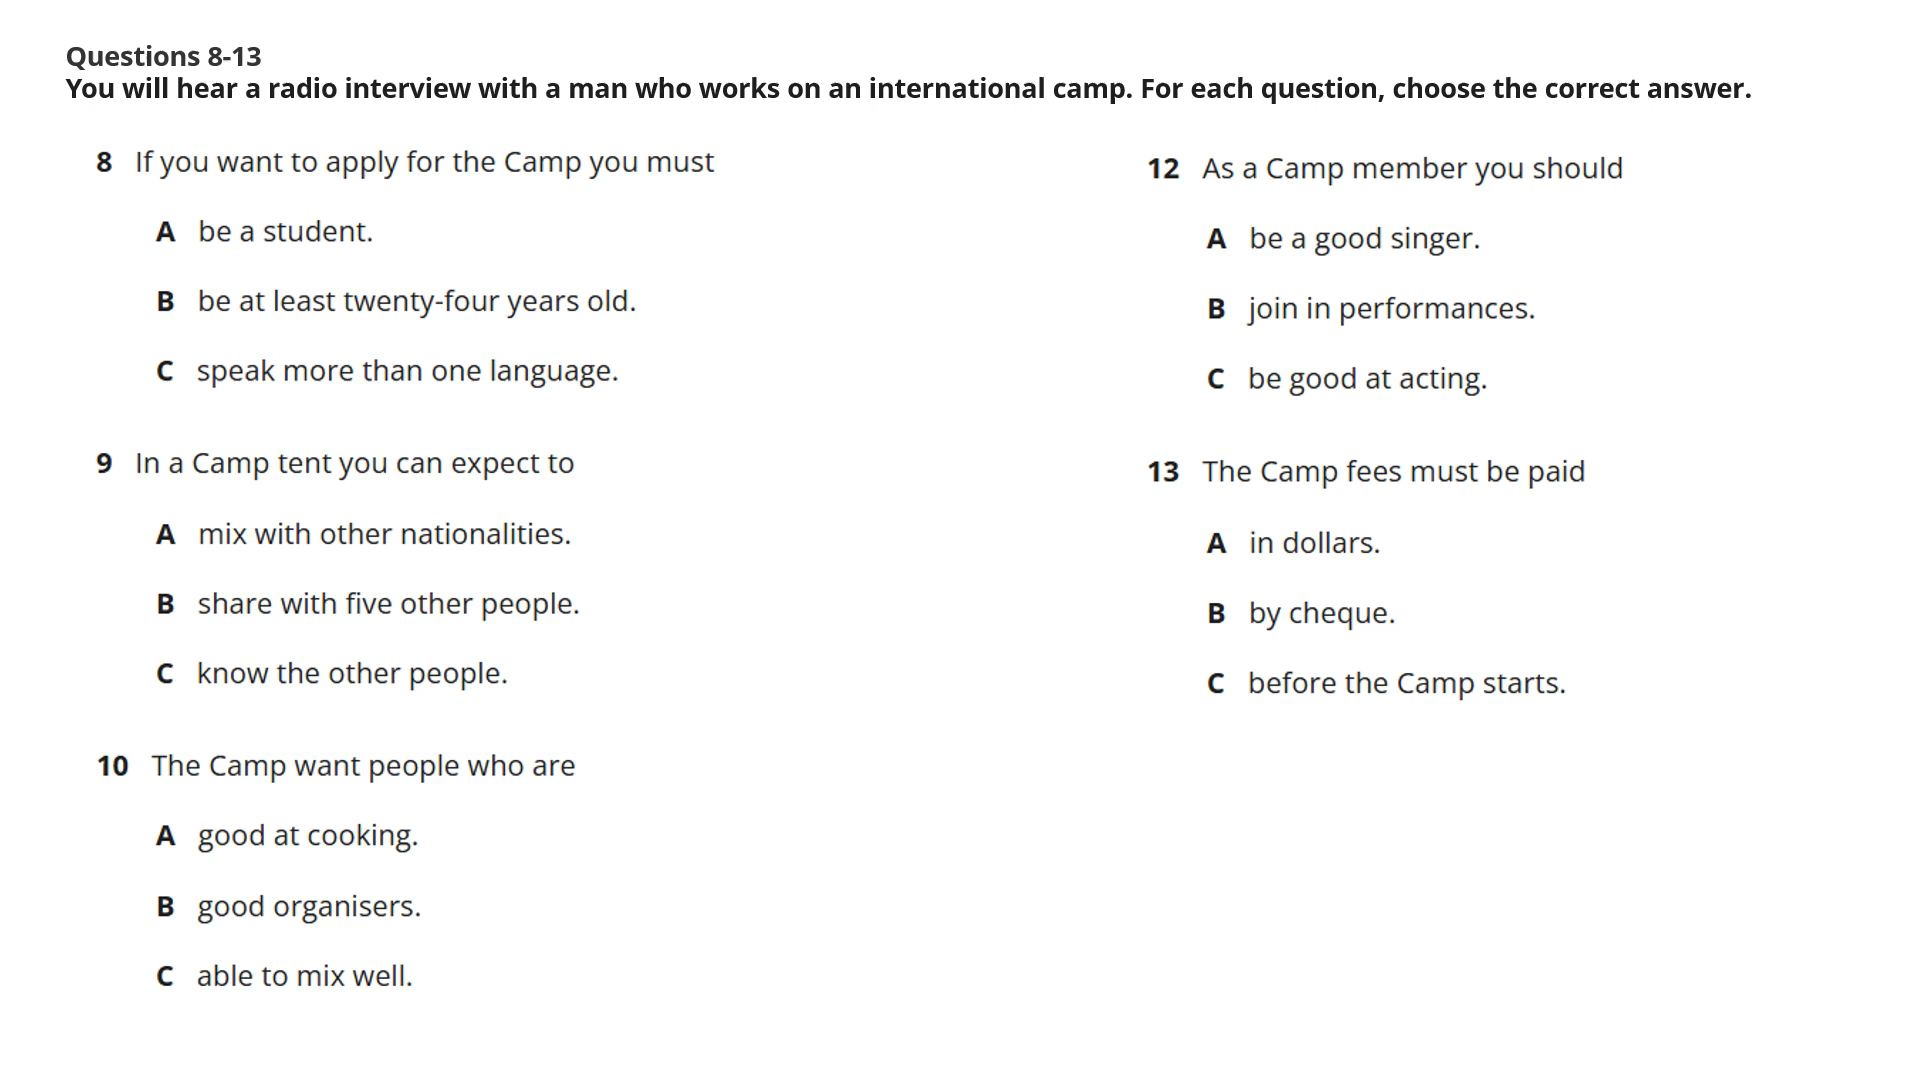 Questions 8-13
You will hear a radio interview with a man who works on an international camp. For each question, choose the correct answer.
8 If you want to apply for the Camp you must
A be a student.
B be at least twenty-four years old.
C speak more than one language.
9 In a Camp tent you can expect to
A mix with other nationalities.
B share with five other people.
C know the other people.
10 The Camp want people who are
A good at cooking.
B good organisers.
C able to mix well.
12 As a Camp member you should
A be a good singer.
B join in performances.
C be good at acting.
13 The Camp fees must be paid
A in dollars.
B by cheque.
C before the Camp starts.